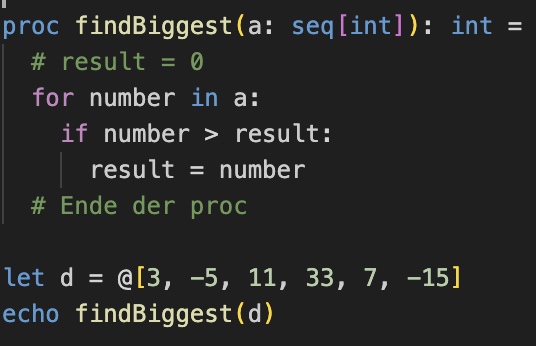 proc findBiggest(a: seq[int]): int =
# result = 0
for number in a:
if number > result:
result = number
# Ende der proc
let d = @[3, -5, 11, 33, 7, -15]
echo findBiggest(d)